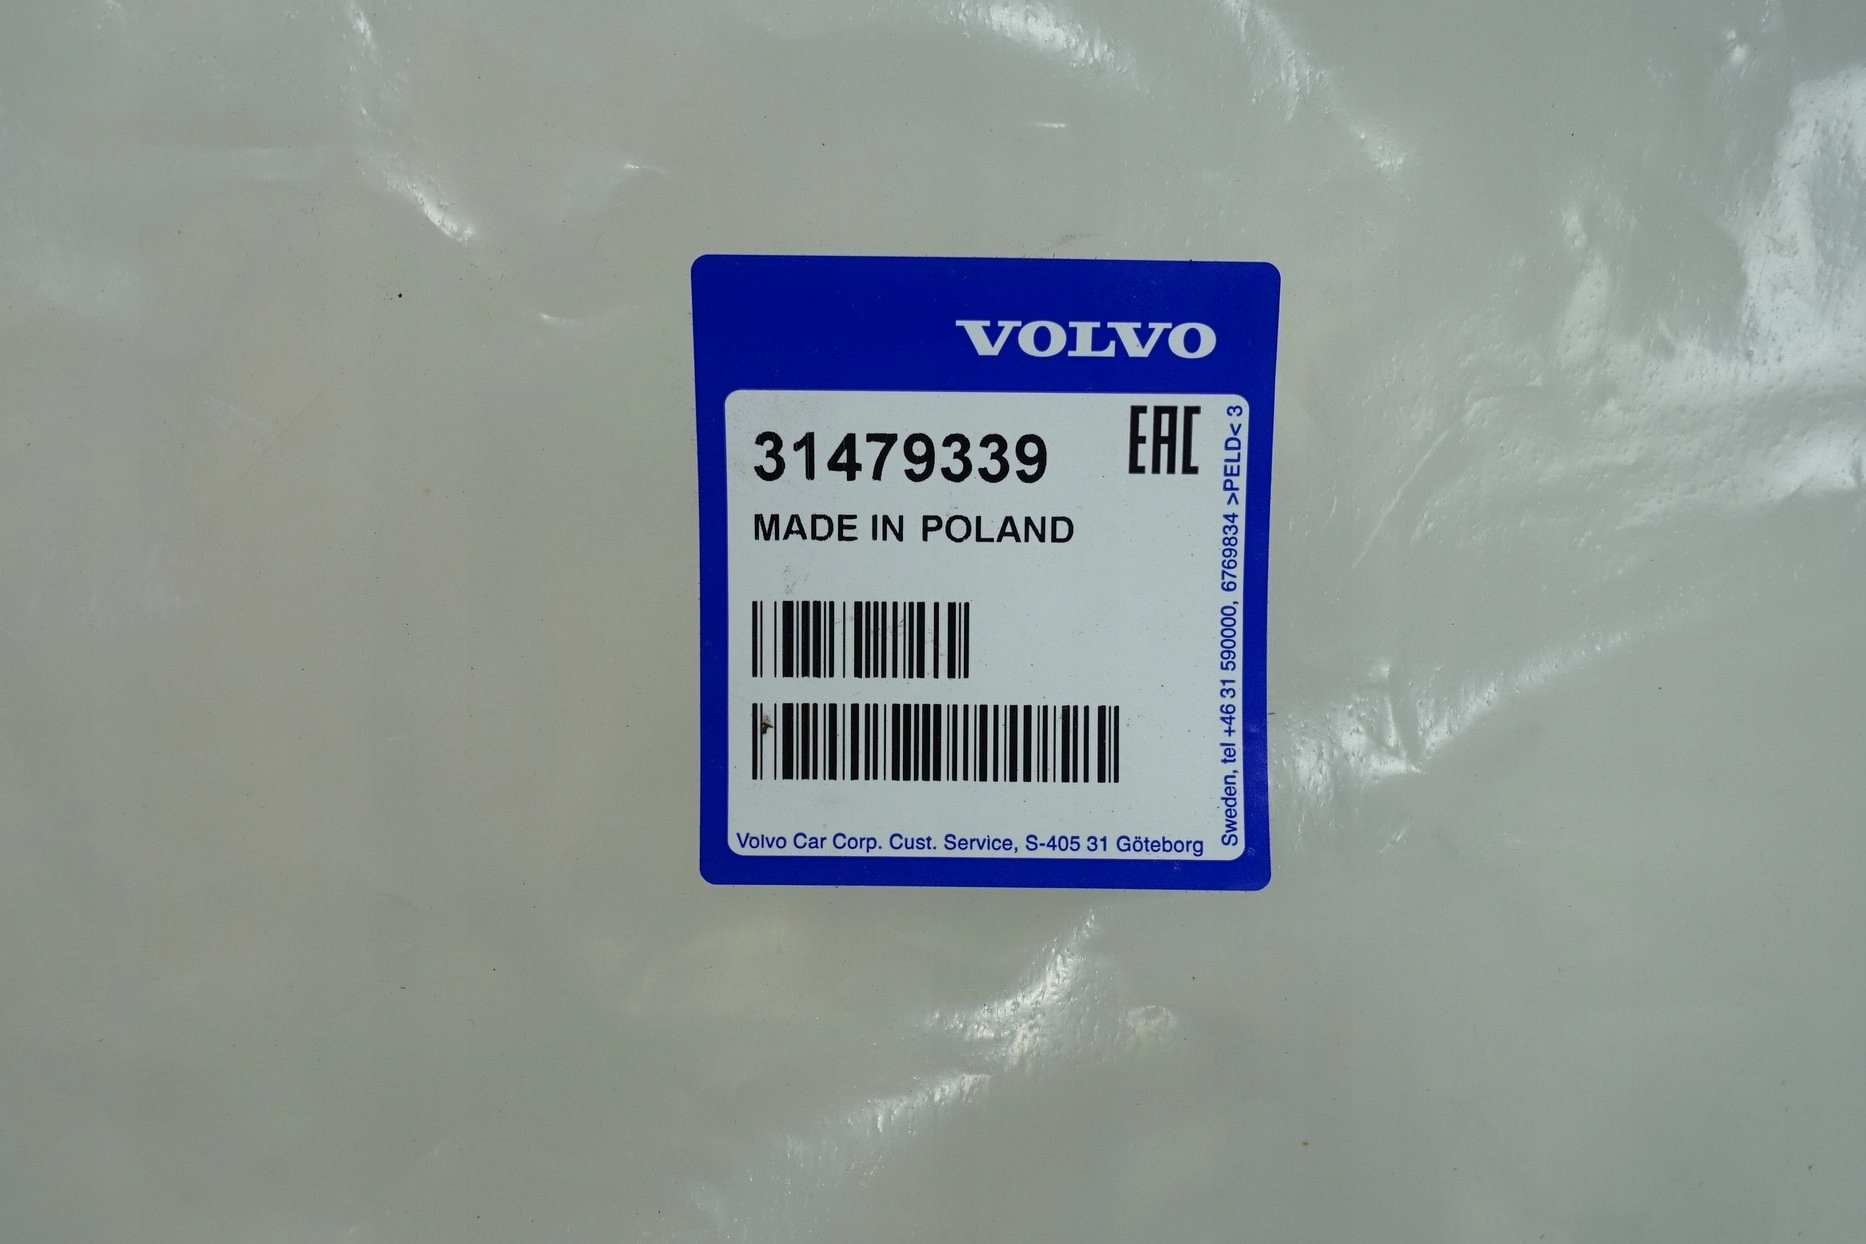 VOLVO
31479339
EAC
MADE IN POLAND
Volvo Car Corp. Cust. Service, S-405 31 Göteborg
Sweden, tel +46 31 590000, 6769834 >PELD< 3